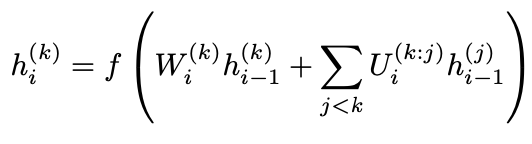 h_i^{(k)} = f \left( W_i^{(k)} h_{i-1}^{(k)} + \sum_{j<k} U_i^{(k:j)} h_{i-1}^{(j)} \right)